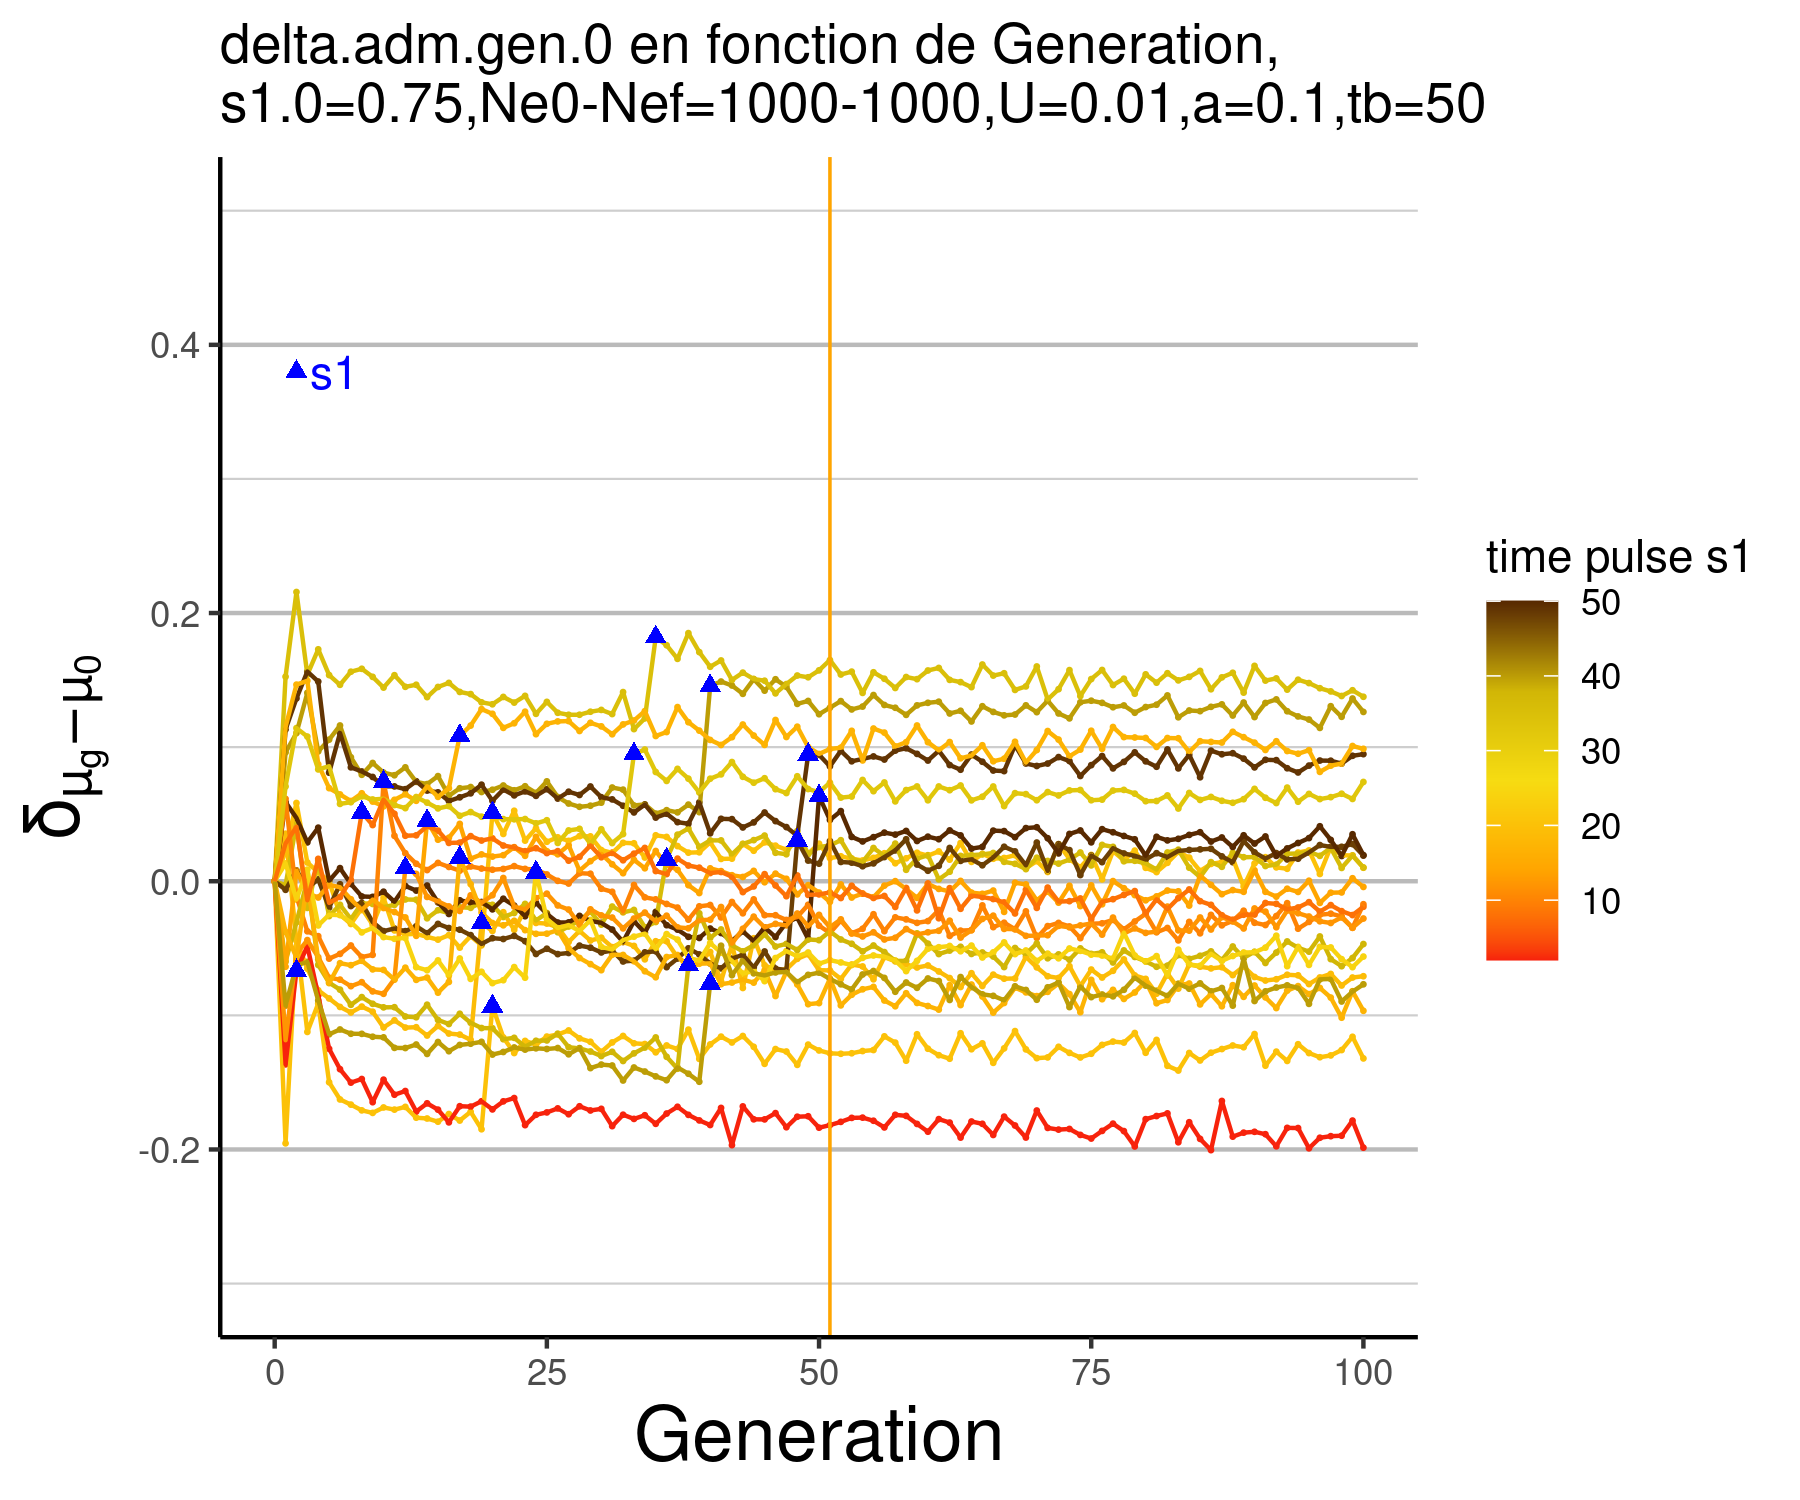 delta.adm.gen.0 en fonction de Generation,
s1.0=0.75,Ne0-Nef=1000-1000,U=0.01,a=0.1,tb=50
δμg−μ0
0.4
0.2
0.0
-0.2
s1
0 25 50 75 100
Generation
time pulse s1
50
40
30
20
10